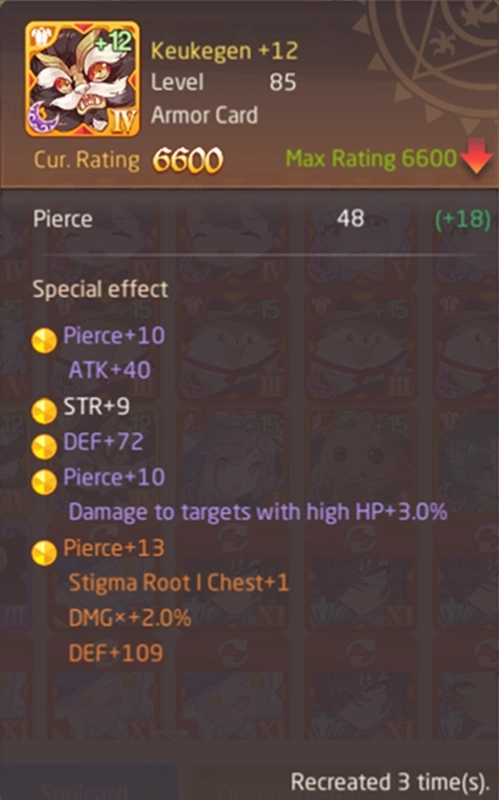 +12
IV
Keukegen +12
Level 85
Armor Card
Cur. Rating 6600
Max Rating 6600
Pierce 48 (+18)
Special effect
Pierce+10
ATK+40
STR+9
DEF+72
Pierce+10
Damage to targets with high HP+3.0%
Pierce+13
Stigma Root I Chest+1
DMG×+2.0%
DEF+109
Recreated 3 time(s).